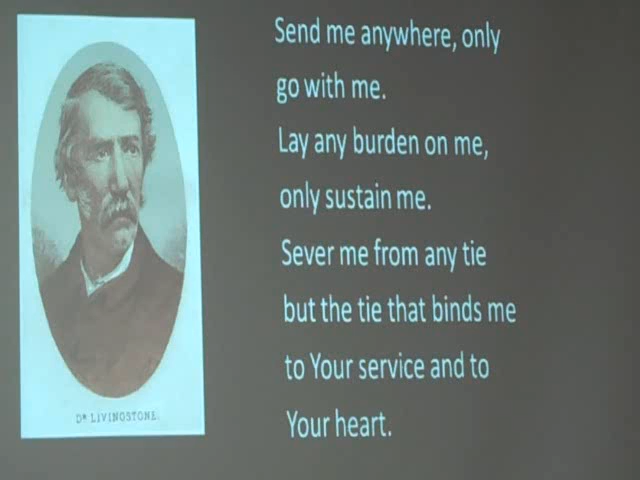 Send me anywhere, only
go with me.
Lay any burden on me,
only sustain me.
Sever me from any tie
but the tie that binds me
to Your service and to
Your heart.
DR LIVINGSTONE.